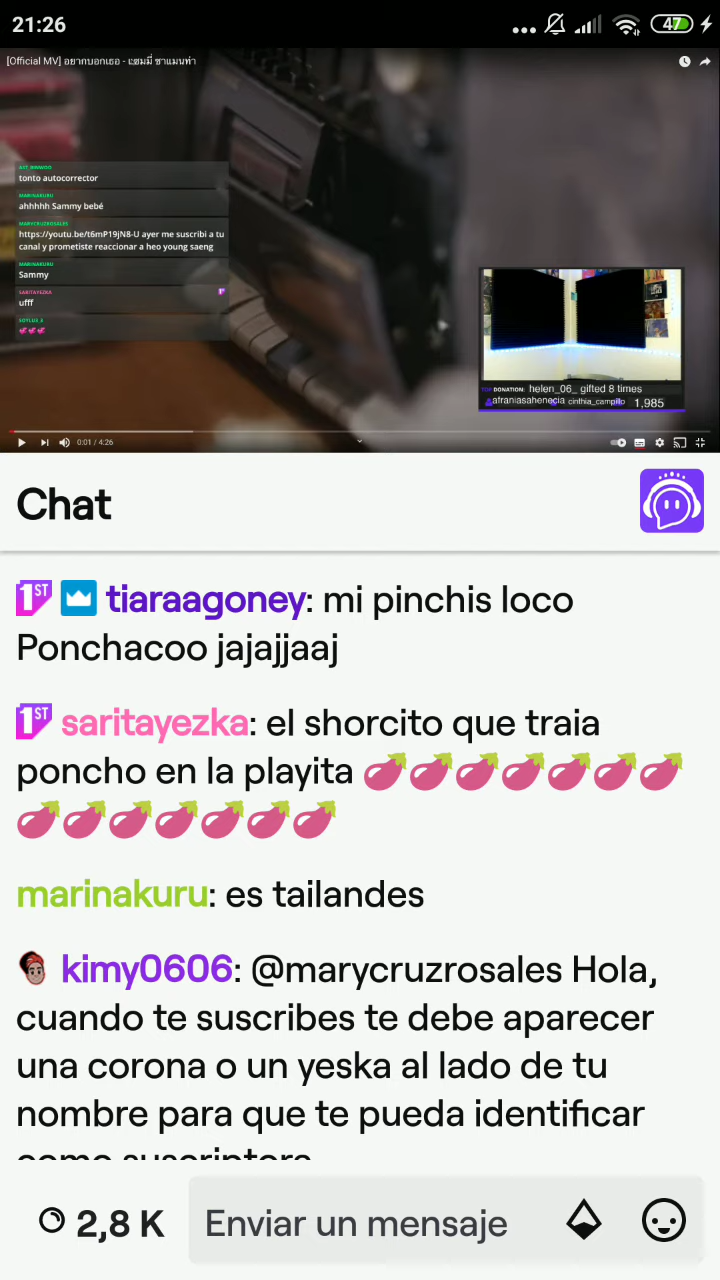 21:26
47
[Official MV] อยากบอกเธอ - แซมมี่ ซาแมนท่า
tonto autocorrector
MARINAKURU
ahhhhh Sammy bebé
MARYCRUZROSALES
https://youtu.be/t6mP19jN8-U ayer me suscribi a tu
canal y prometiste reaccionar a heo young saeng
MARINAKURU
Sammy
SARITAYEZKA
ufff
DONATION: helen_06_ gifted 8 times
afraniasahenecia cinthia_campillo 1,985
0:01 / 4:26
Chat
1ST tiaraagoney: mi pinchis loco
Ponchacoo jajajjaaj
1ST saritayezka: el shorcito que traia
poncho en la playita 🍆🍆🍆🍆🍆🍆🍆
🍆🍆🍆🍆🍆🍆🍆
marinakuru: es tailandes
kimy0606: @marycruzrosales Hola,
cuando te suscribes te debe aparecer
una corona o un yeska al lado de tu
nombre para que te pueda identificar
como suscriptora
2,8 K Enviar un mensaje